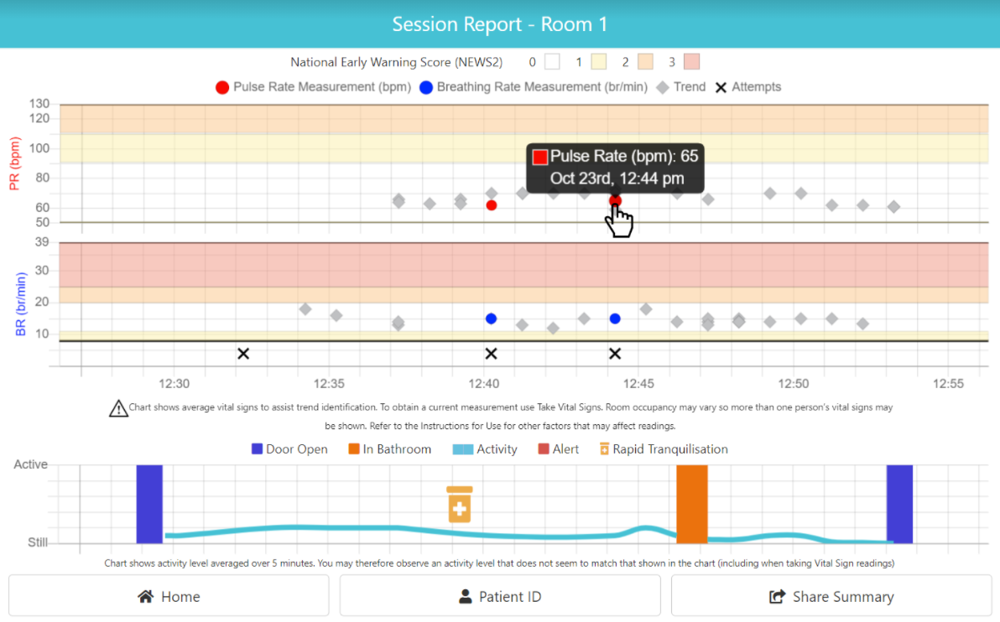 Session Report - Room 1
National Early Warning Score (NEWS2) 0 1 2 3
Pulse Rate Measurement (bpm) Breathing Rate Measurement (br/min) Trend Attempts
PR (bpm)
130
120
100
80
60
50
Pulse Rate (bpm): 65
Oct 23rd, 12:44 pm
BR (br/min)
39
30
20
10
12:30 12:35 12:40 12:45 12:50 12:55
Chart shows average vital signs to assist trend identification. To obtain a current measurement use Take Vital Signs. Room occupancy may vary so more than one person's vital signs may
be shown. Refer to the Instructions for Use for other factors that may affect readings.
Door Open In Bathroom Activity Alert Rapid Tranquilisation
Active
Still
Chart shows activity level averaged over 5 minutes. You may therefore observe an activity level that does not seem to match that shown in the chart (including when taking Vital Sign readings)
Home Patient ID Share Summary